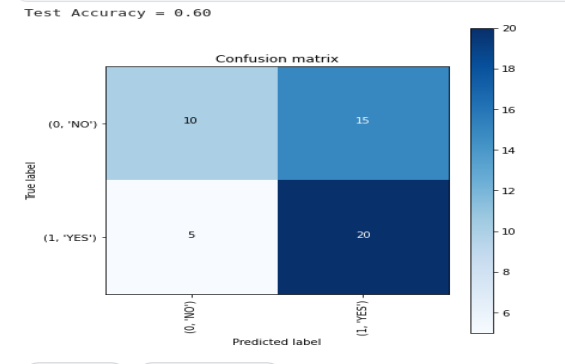 Test Accuracy = 0.60
Confusion matrix
20
18
16
14
12
10
8
6
True label
(0, 'NO')
10
15
(1, 'YES')
5
20
(0, 'NO')
(1, 'YES')
Predicted label